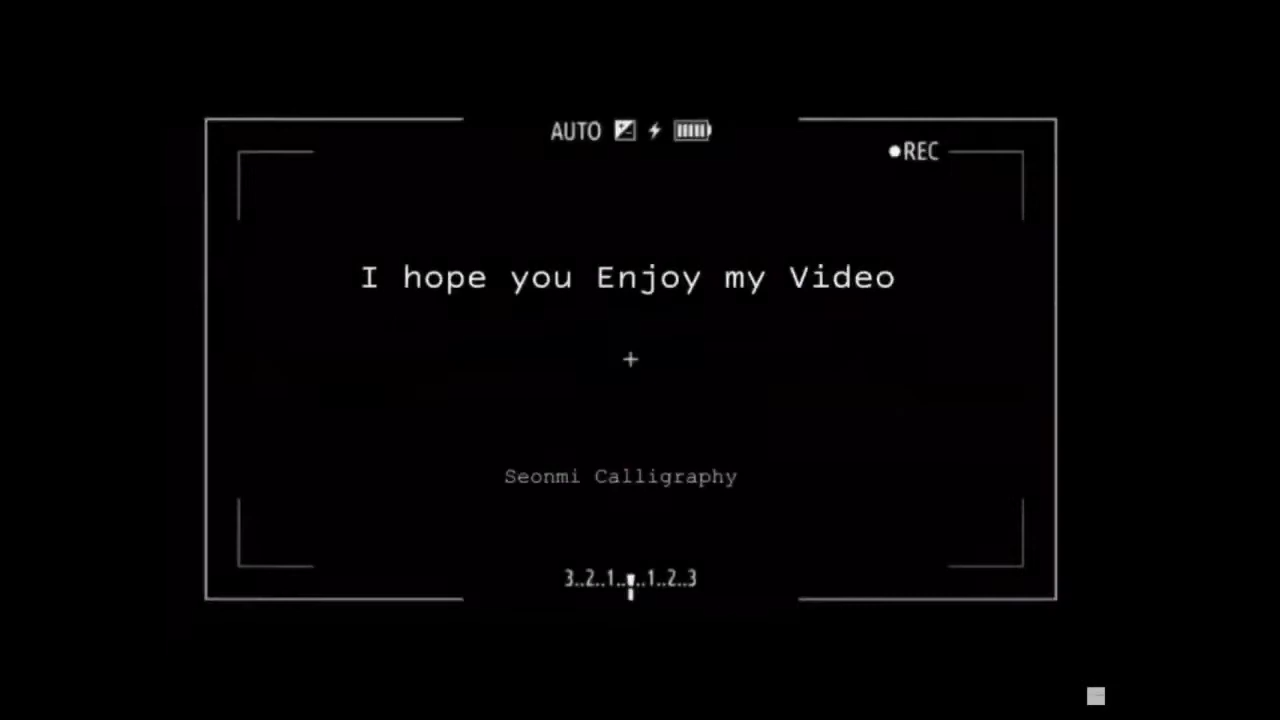 AUTO
●REC
I hope you Enjoy my Video
Seonmi Calligraphy
3..2..1..1..2..3